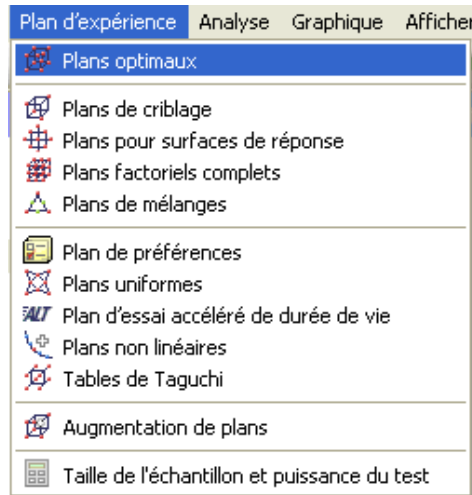 Plan d'expérience Analyse Graphique Afficher
Plans optimaux
Plans de criblage
Plans pour surfaces de réponse
Plans factoriels complets
Plans de mélanges
Plan de préférences
Plans uniformes
ALT Plan d'essai accéléré de durée de vie
Plans non linéaires
Tables de Taguchi
Augmentation de plans
Taille de l'échantillon et puissance du test